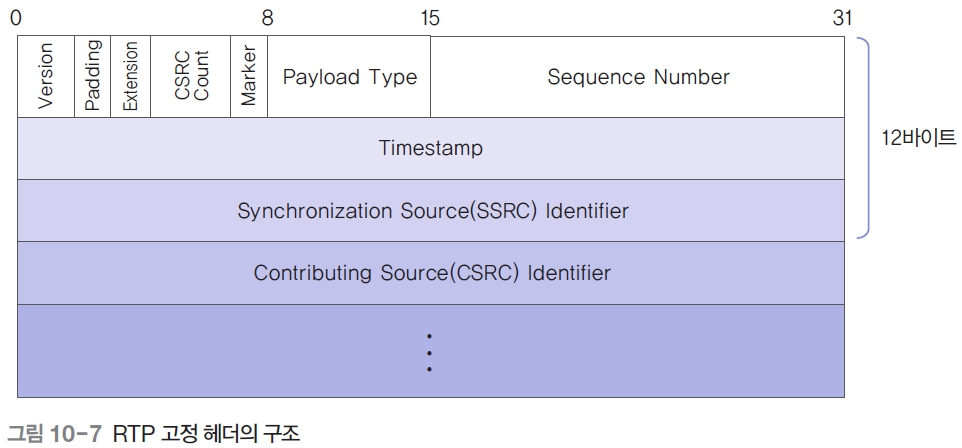 0 8 15 31
Version Padding Extension CSRC Count Marker Payload Type Sequence Number
12바이트
Timestamp
Synchronization Source(SSRC) Identifier
Contributing Source(CSRC) Identifier
그림 10-7 RTP 고정 헤더의 구조